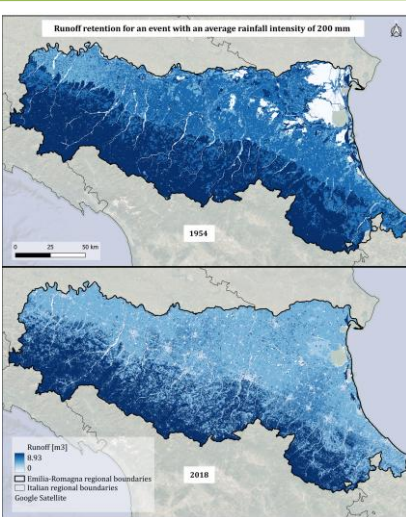 Runoff retention for an event with an average rainfall intensity of 200 mm
1954
0 25 50 km
Runoff [m3]
8.93
0
Emilia-Romagna regional boundaries
Italian regional boundaries
Google Satellite
2018